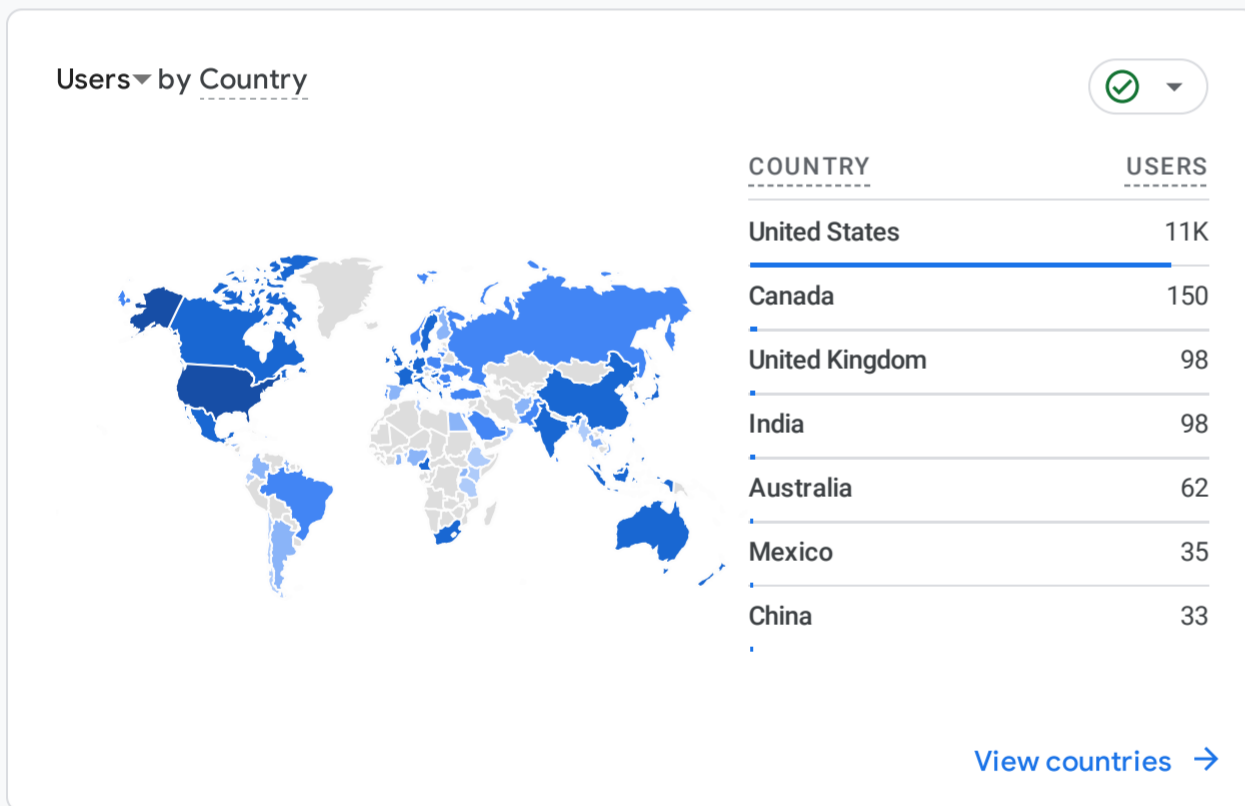 Users by Country
COUNTRY USERS
United States 11K
Canada 150
United Kingdom 98
India 98
Australia 62
Mexico 35
China 33
View countries